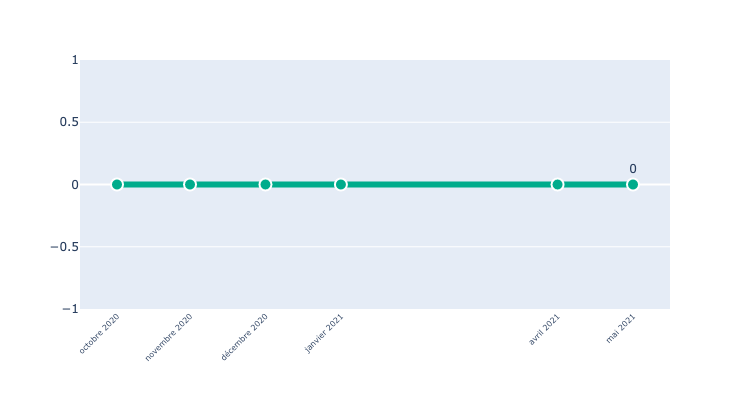 1
0.5
0
−0.5
−1
0
octobre 2020
novembre 2020
décembre 2020
janvier 2021
avril 2021
mai 2021